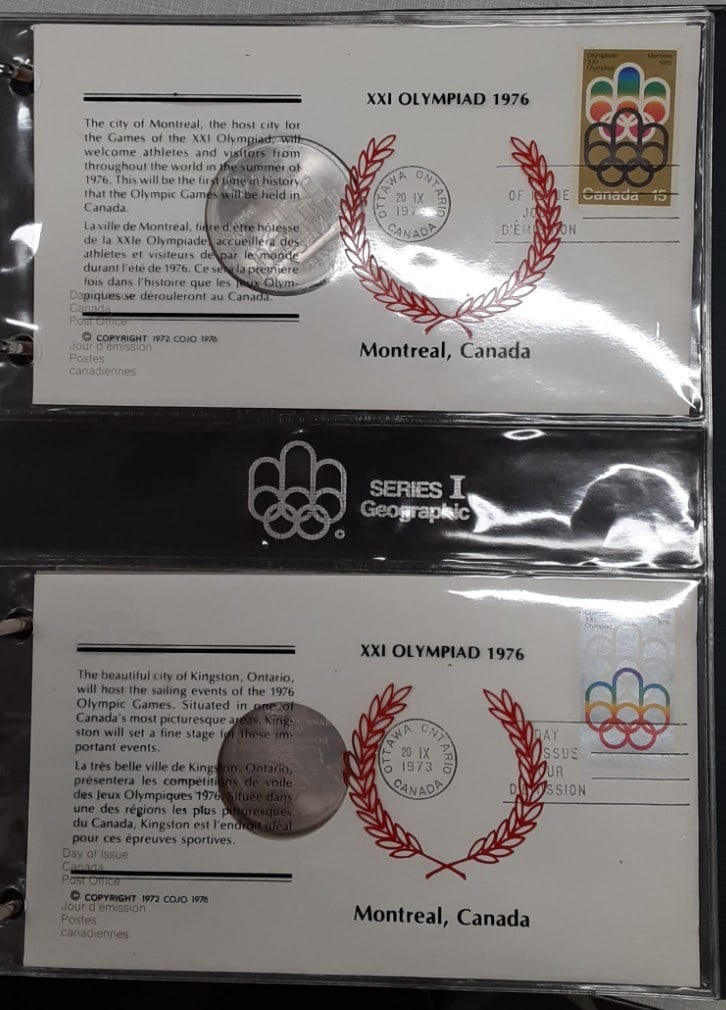 XXI OLYMPIAD 1976
The city of Montreal, the host city for
the Games of the XXI Olympiad, will
welcome athletes and visitors from
throughout the world in the summer of
1976. This will be the first time in history
that the Olympic Games will be held in
Canada.
La ville de Montréal, fière d'être hôtesse
de la XXIe Olympiade, accueillera des
athlètes et visiteurs de par le monde
durant l'été de 1976. Ce sera la première
fois dans l'histoire que les Jeux Olym-
piques se dérouleront au Canada.
Canada
Post Office
© COPYRIGHT 1972 COJO 1976
Jour d'émission
Postes
canadiennes
OTTAWA ONTARIO
20 IX
CANADA
OF ISSUE
D'ÉMISSION
Olympiade Montréal
XXI 1976
Olympiad
Canada 15
Montreal, Canada
SERIES I
Geographic
XXI OLYMPIAD 1976
The beautiful city of Kingston, Ontario,
will host the sailing events of the 1976
Olympic Games. Situated in one of
Canada's most picturesque areas, King-
ston will set a fine stage for these im-
portant events.
La très belle ville de Kingston, Ontario,
présentera les compétitions de voile
des Jeux Olympiques 1976. Située dans
une des régions les plus pittoresques
du Canada, Kingston est l'endroit idéal
pour ces épreuves sportives.
Day of Issue
Canada
Post Office
© COPYRIGHT 1972 COJO 1976
Jour d'émission
Postes
canadiennes
OTTAWA ONTARIO
20 IX
1973
CANADA
DAY
ISSUE
D'ÉMISSION
Montreal, Canada